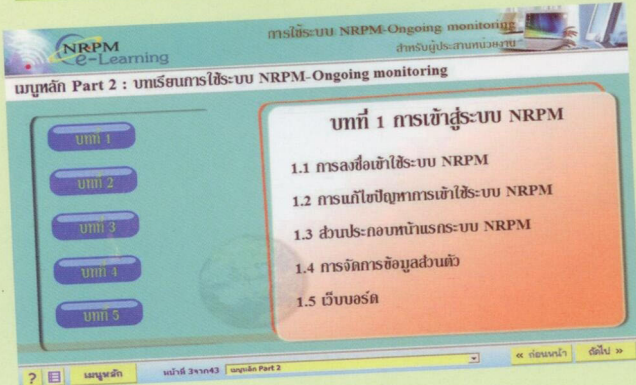 NRPM
e-Learning
การใช้ระบบ NRPM-Ongoing monitoring
สำหรับผู้ประสานหน่วยงาน
เมนูหลัก Part 2 : บทเรียนการใช้ระบบ NRPM-Ongoing monitoring
บทที่ 1
บทที่ 2
บทที่ 3
บทที่ 4
บทที่ 5
บทที่ 1 การเข้าสู่ระบบ NRPM
1.1 การลงชื่อเข้าใช้ระบบ NRPM
1.2 การแก้ไขปัญหาการเข้าใช้ระบบ NRPM
1.3 ส่วนประกอบหน้าแรกระบบ NRPM
1.4 การจัดการข้อมูลส่วนตัว
1.5 เว็บบอร์ด
? เมนูหลัก หน้าที่ 3จาก43 เมนูหลัก Part 2 « ก่อนหน้า ถัดไป »